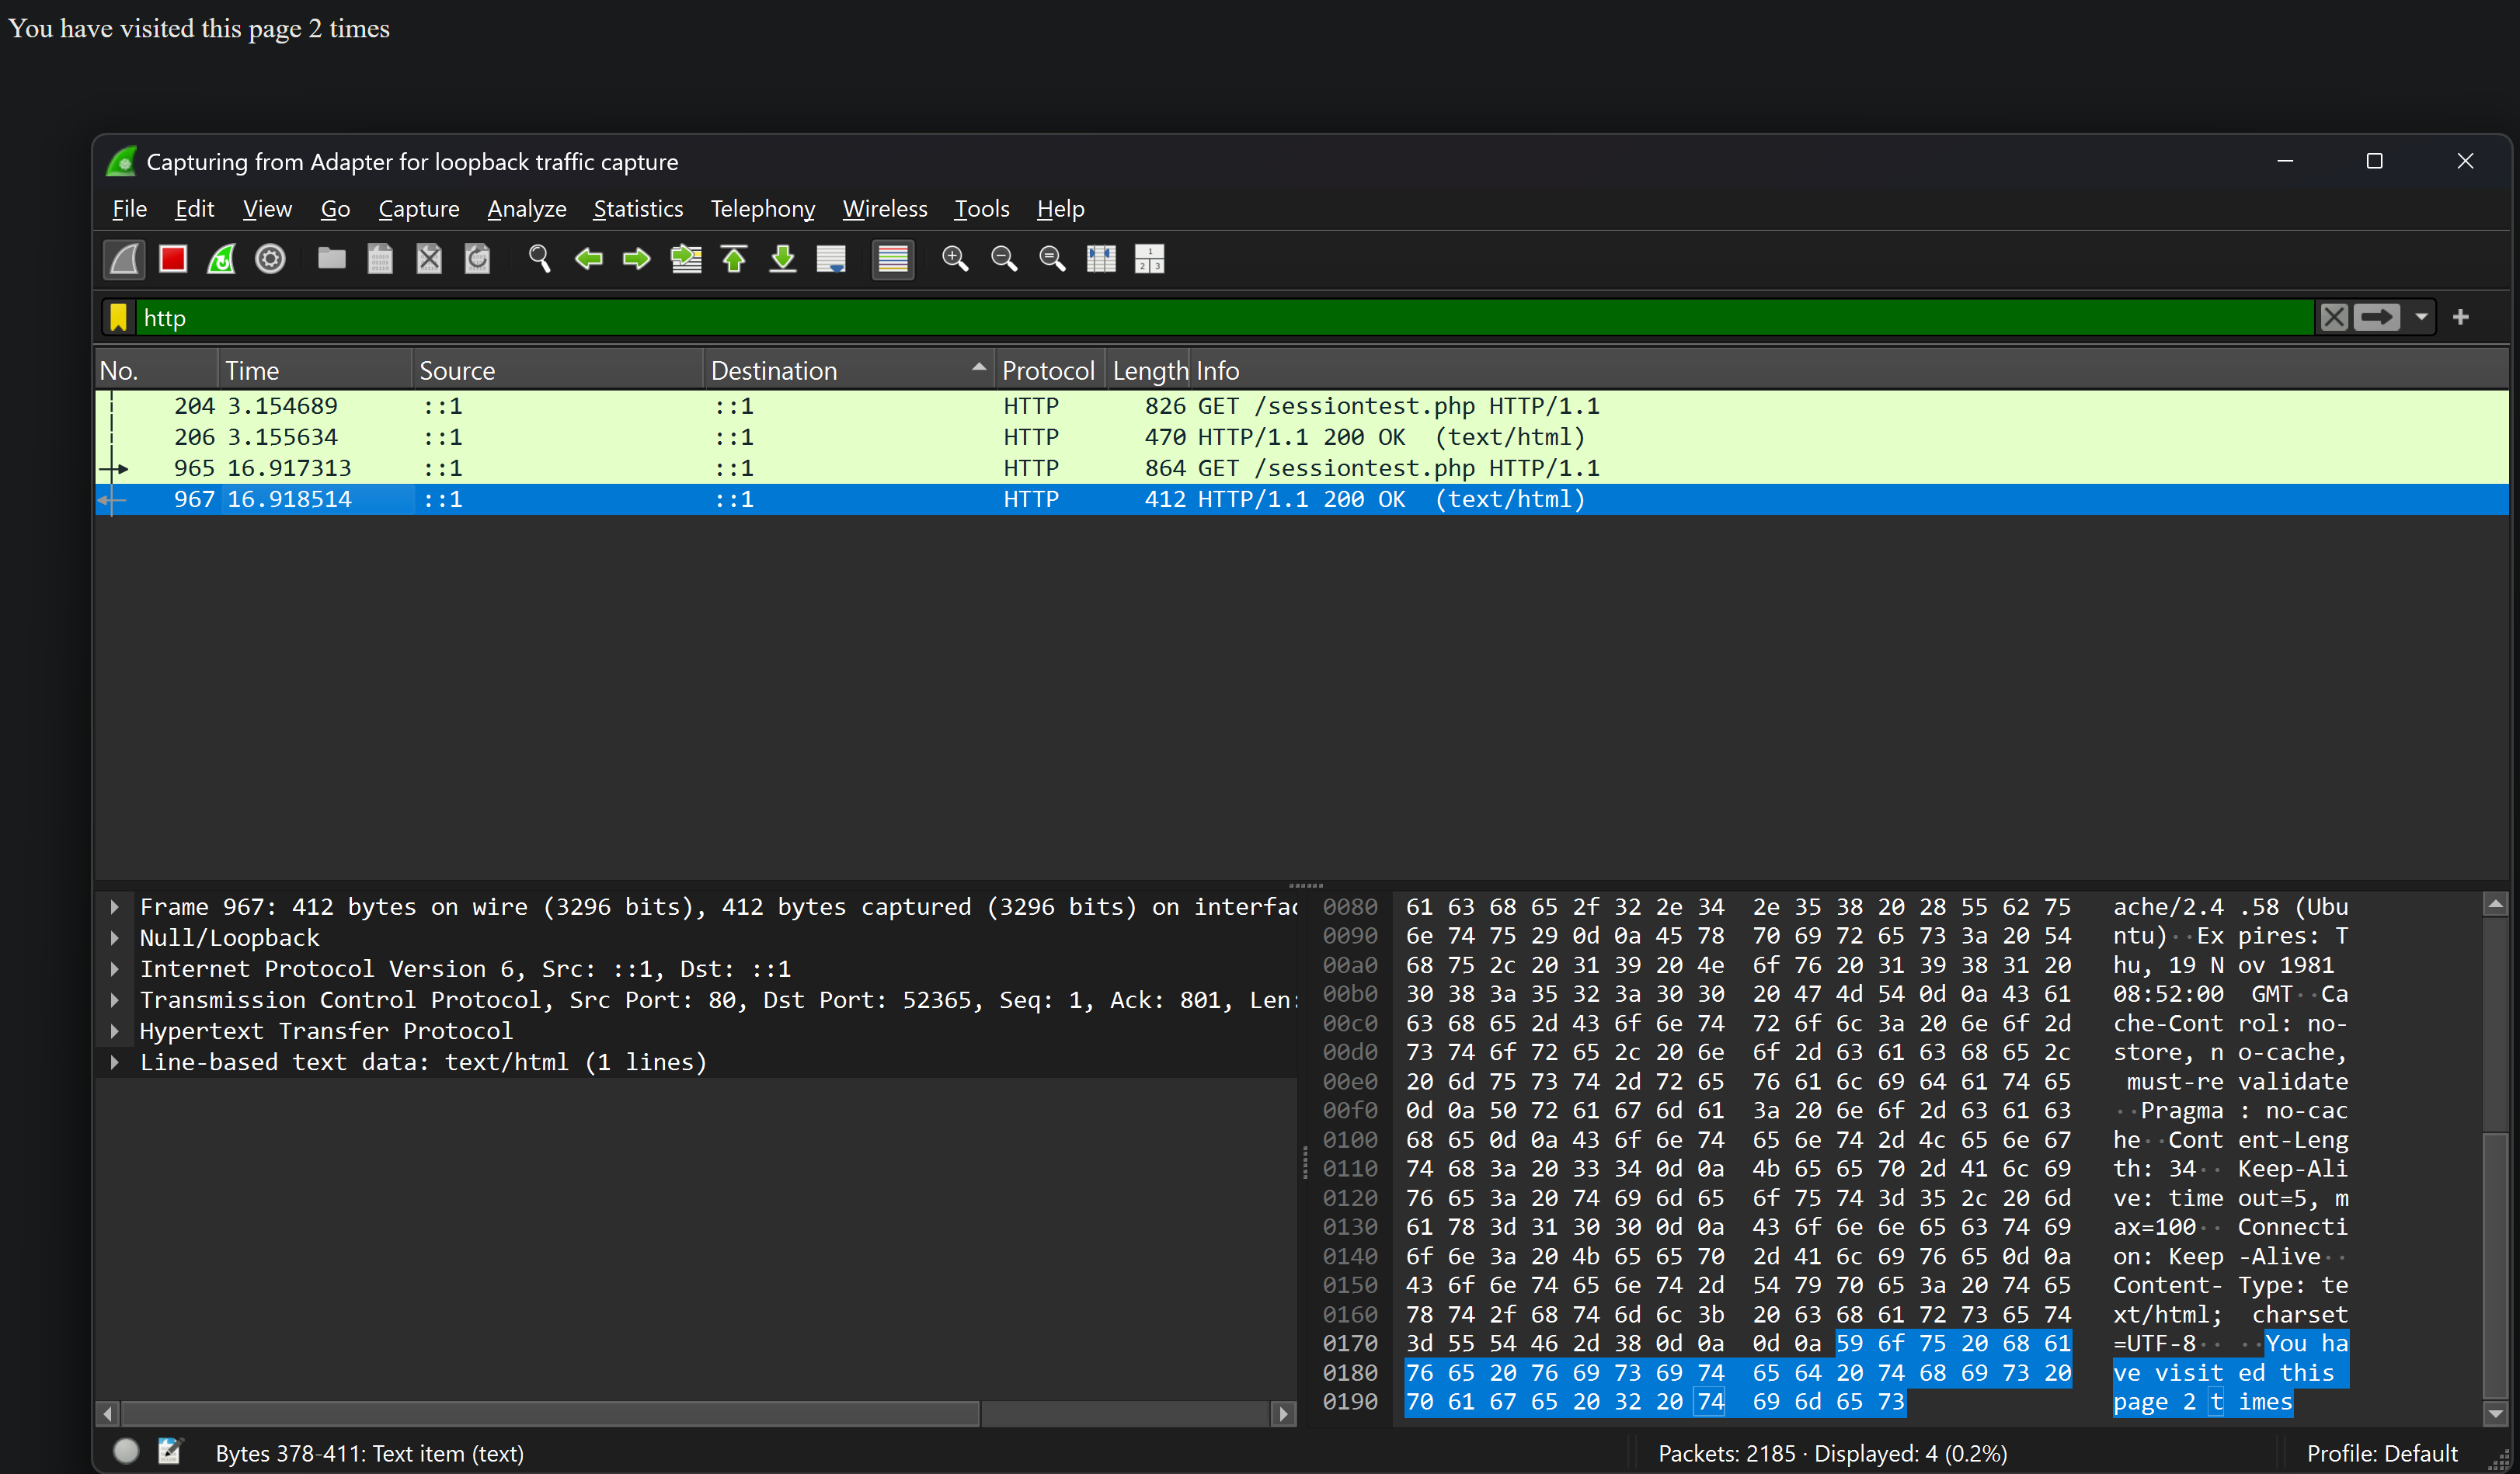 You have visited this page 2 times
Capturing from Adapter for loopback traffic capture
File Edit View Go Capture Analyze Statistics Telephony Wireless Tools Help
http
No. Time Source Destination Protocol Length Info
204 3.154689 ::1 ::1 HTTP 826 GET /sessiontest.php HTTP/1.1
206 3.155634 ::1 ::1 HTTP 470 HTTP/1.1 200 OK (text/html)
965 16.917313 ::1 ::1 HTTP 864 GET /sessiontest.php HTTP/1.1
967 16.918514 ::1 ::1 HTTP 412 HTTP/1.1 200 OK (text/html)
Frame 967: 412 bytes on wire (3296 bits), 412 bytes captured (3296 bits) on interfac
Null/Loopback
Internet Protocol Version 6, Src: ::1, Dst: ::1
Transmission Control Protocol, Src Port: 80, Dst Port: 52365, Seq: 1, Ack: 801, Len:
Hypertext Transfer Protocol
Line-based text data: text/html (1 lines)
0080 61 63 68 65 2f 32 2e 34 2e 35 38 20 28 55 62 75 ache/2.4 .58 (Ubu
0090 6e 74 75 29 0d 0a 45 78 70 69 72 65 73 3a 20 54 ntu)··Ex pires: T
00a0 68 75 2c 20 31 39 20 4e 6f 76 20 31 39 38 31 20 hu, 19 N ov 1981
00b0 30 38 3a 35 32 3a 30 30 20 47 4d 54 0d 0a 43 61 08:52:00 GMT··Ca
00c0 63 68 65 2d 43 6f 6e 74 72 6f 6c 3a 20 6e 6f 2d che-Cont rol: no-
00d0 73 74 6f 72 65 2c 20 6e 6f 2d 63 61 63 68 65 2c store, n o-cache,
00e0 20 6d 75 73 74 2d 72 65 76 61 6c 69 64 61 74 65 must-re validate
00f0 0d 0a 50 72 61 67 6d 61 3a 20 6e 6f 2d 63 61 63 ··Pragma : no-cac
0100 68 65 0d 0a 43 6f 6e 74 65 6e 74 2d 4c 65 6e 67 he··Cont ent-Leng
0110 74 68 3a 20 33 34 0d 0a 4b 65 65 70 2d 41 6c 69 th: 34·· Keep-Ali
0120 76 65 3a 20 74 69 6d 65 6f 75 74 3d 35 2c 20 6d ve: time out=5, m
0130 61 78 3d 31 30 30 0d 0a 43 6f 6e 6e 65 63 74 69 ax=100·· Connecti
0140 6f 6e 3a 20 4b 65 65 70 2d 41 6c 69 76 65 0d 0a on: Keep -Alive··
0150 43 6f 6e 74 65 6e 74 2d 54 79 70 65 3a 20 74 65 Content- Type: te
0160 78 74 2f 68 74 6d 6c 3b 20 63 68 61 72 73 65 74 xt/html; charset
0170 3d 55 54 46 2d 38 0d 0a 0d 0a 59 6f 75 20 68 61 =UTF-8·· ··You ha
0180 76 65 20 76 69 73 69 74 65 64 20 74 68 69 73 20 ve visit ed this
0190 70 61 67 65 20 32 20 74 69 6d 65 73 page 2 t imes
Bytes 378-411: Text item (text) Packets: 2185 · Displayed: 4 (0.2%) Profile: Default